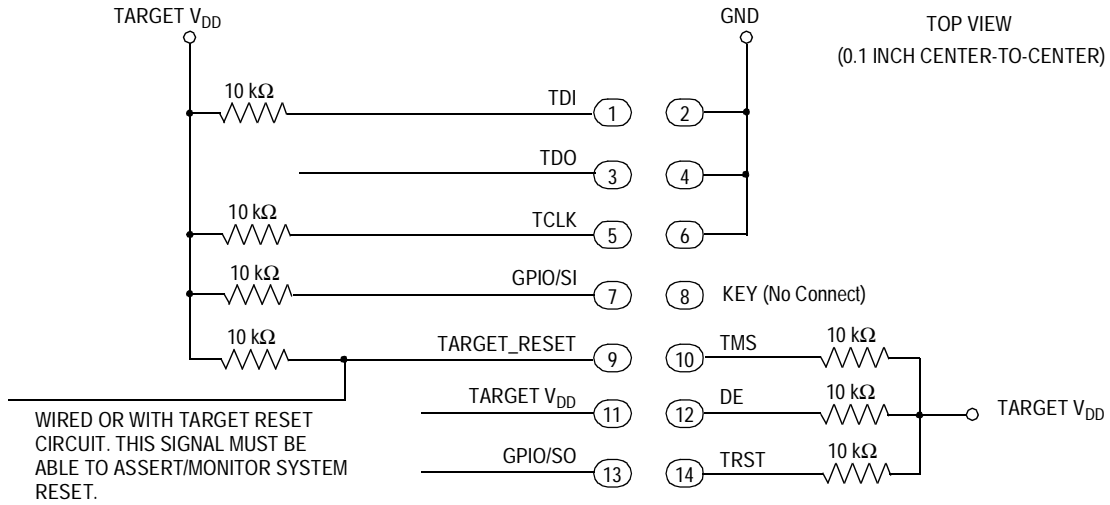 TARGET VDD
GND
TOP VIEW
(0.1 INCH CENTER-TO-CENTER)
10 kΩ
TDI
1
2
TDO
3
4
10 kΩ
TCLK
5
6
10 kΩ
GPIO/SI
7
8
KEY (No Connect)
10 kΩ
TARGET_RESET
9
10
TMS
10 kΩ
TARGET VDD
11
12
DE
10 kΩ
TARGET VDD
WIRED OR WITH TARGET RESET
CIRCUIT. THIS SIGNAL MUST BE
ABLE TO ASSERT/MONITOR SYSTEM
RESET.
GPIO/SO
13
14
TRST
10 kΩ